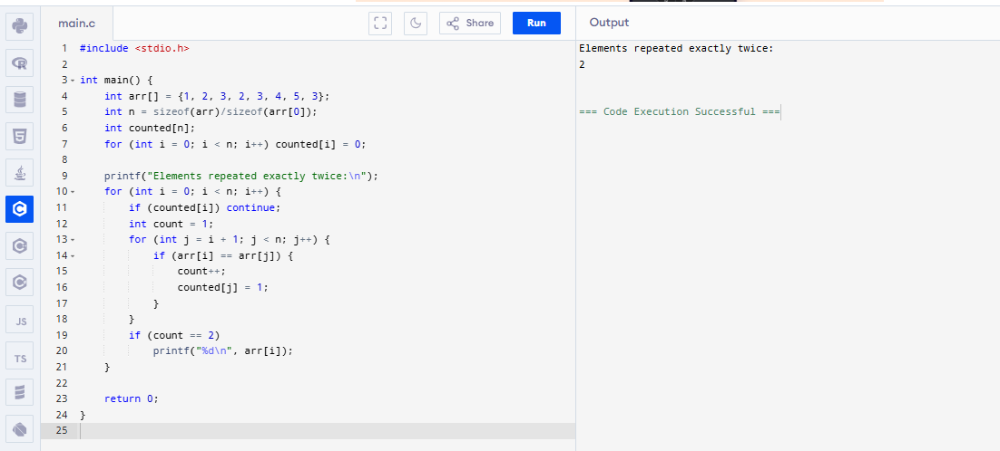 main.c
Share
Run
Output
1 #include <stdio.h>
2
3 int main() {
4 int arr[] = {1, 2, 3, 2, 3, 4, 5, 3};
5 int n = sizeof(arr)/sizeof(arr[0]);
6 int counted[n];
7 for (int i = 0; i < n; i++) counted[i] = 0;
8
9 printf("Elements repeated exactly twice:\n");
10 for (int i = 0; i < n; i++) {
11 if (counted[i]) continue;
12 int count = 1;
13 for (int j = i + 1; j < n; j++) {
14 if (arr[i] == arr[j]) {
15 count++;
16 counted[j] = 1;
17 }
18 }
19 if (count == 2)
20 printf("%d\n", arr[i]);
21 }
22
23 return 0;
24 }
25
Elements repeated exactly twice:
2
=== Code Execution Successful ===
R
5
C
C
C
JS
TS